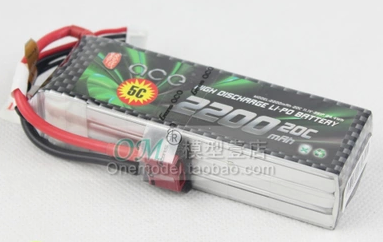 ace
5C
HIGH DISCHARGE LI-PO BATTERY
2200 20C
mAh
OM® 模型专店
Onemodel.taobao.com